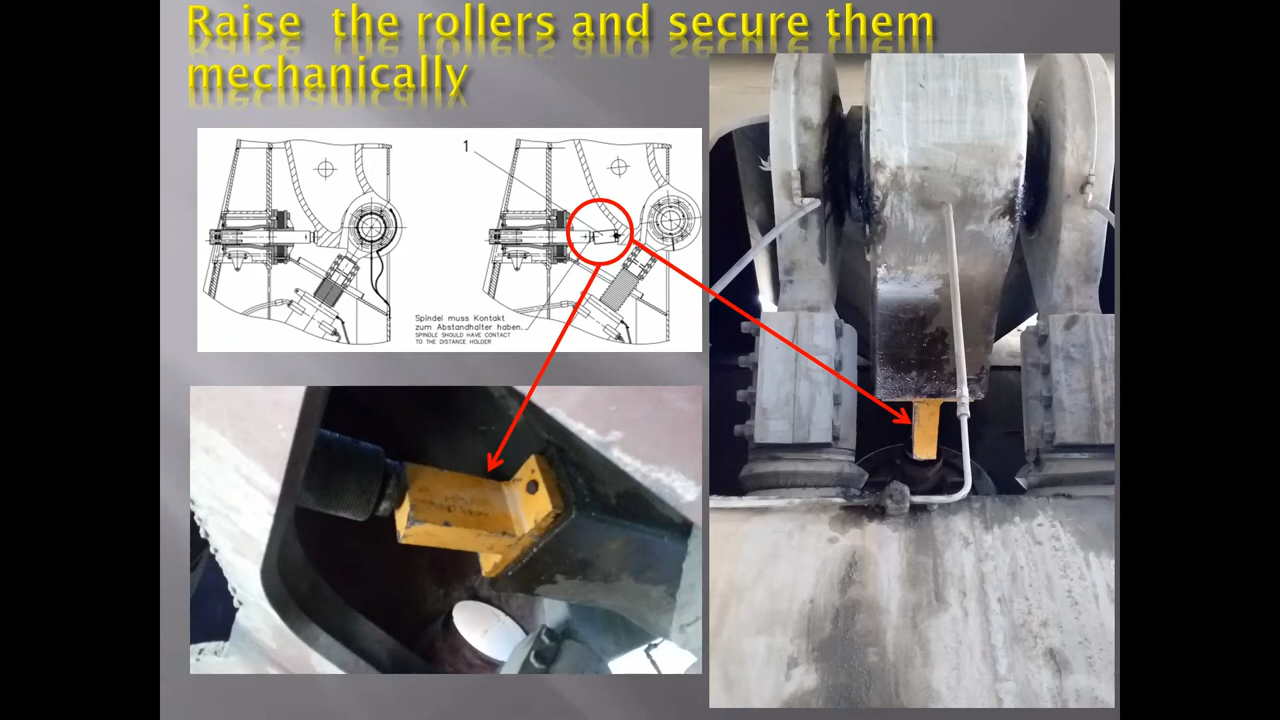 Raise the rollers and secure them
mechanically
1
Spindel muss Kontakt
zum Abstandhalter haben.
SPINDLE SHOULD HAVE CONTACT
TO THE DISTANCE HOLDER